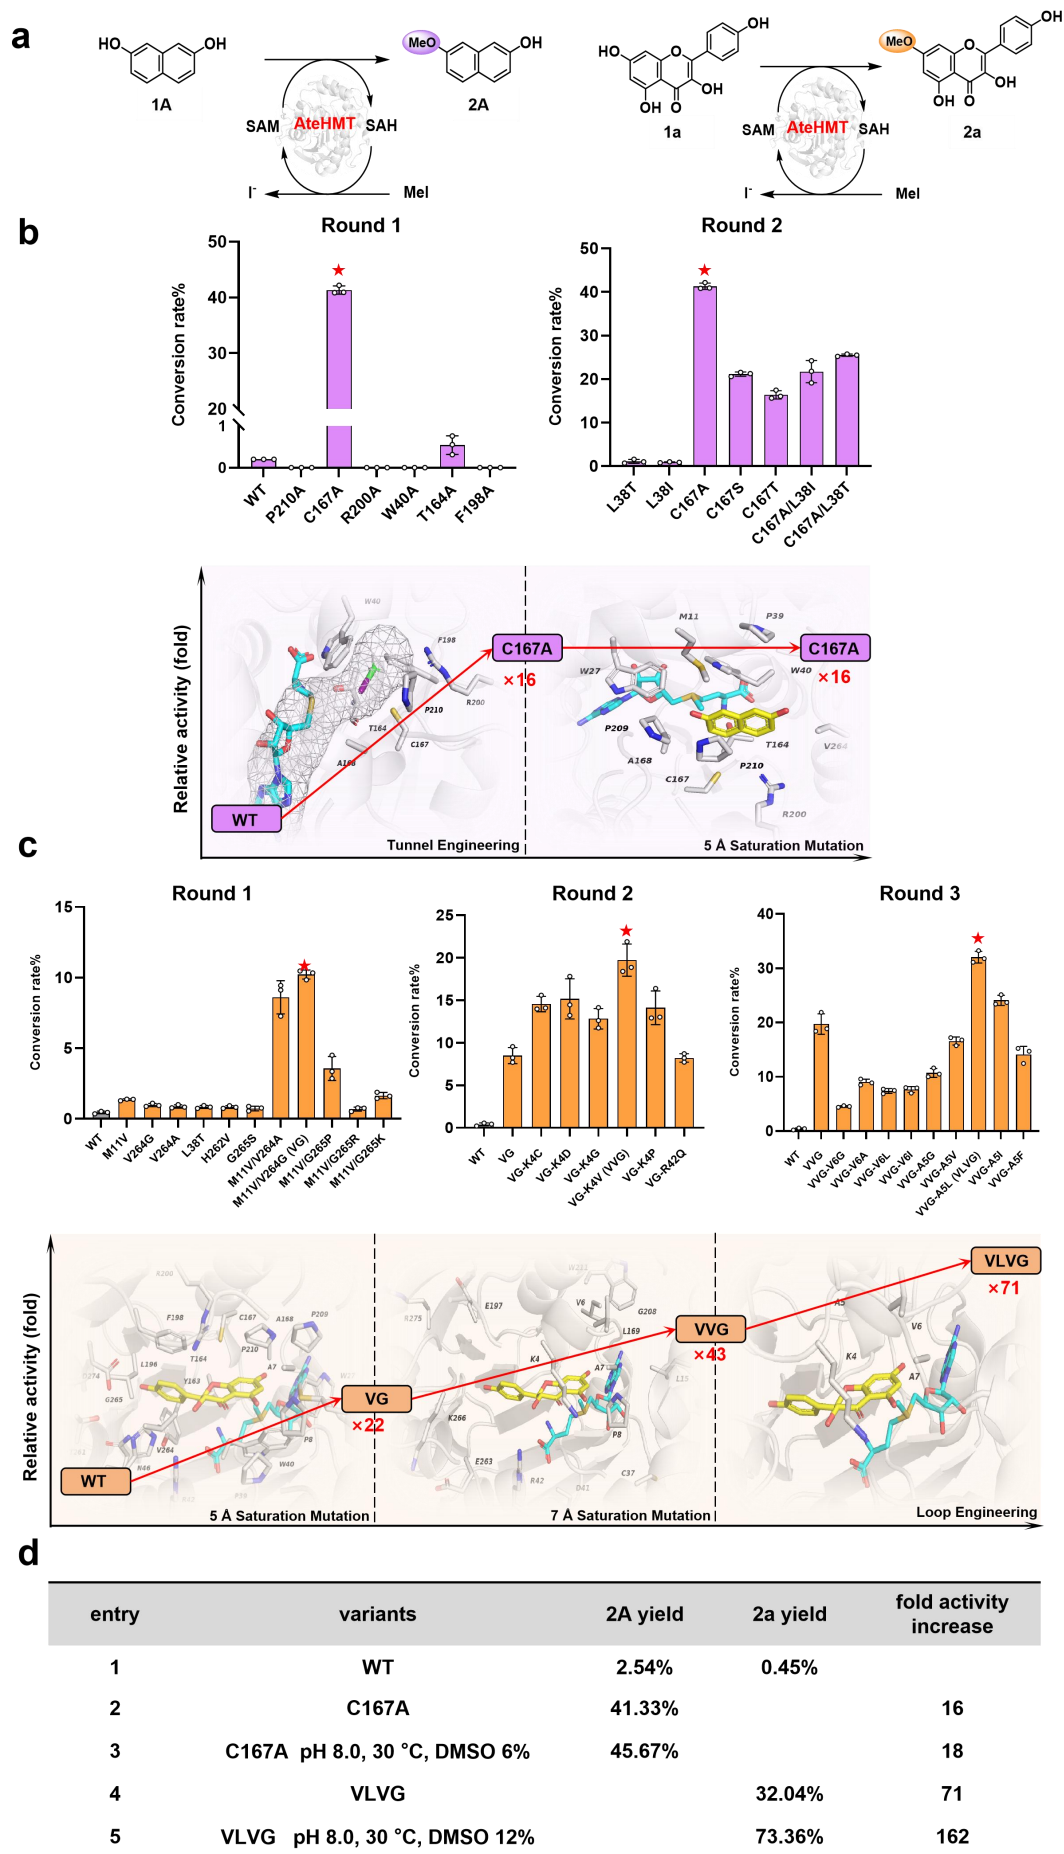 a
HO
OH
1A
MeO
OH
2A
SAM
AteHMT
SAH
I-
MeI
HO
O
OH
OH
O
OH
1a
MeO
O
OH
OH
O
OH
2a
SAM
AteHMT
SAH
I-
MeI
b
Round 1
Conversion rate%
50
40
30
20
1
0
WT
P210A
C167A
R200A
W40A
T164A
F198A
Round 2
Conversion rate%
50
40
30
20
10
0
L38T
L38I
C167A
C167S
C167T
C167A/L38I
C167A/L38T
Relative activity (fold)
W40
F198
R200
P210
T164
C167
A168
WT
C167A
×16
Tunnel Engineering
M11
P39
W27
W40
P209
A168
C167
P210
T164
V264
R200
C167A
×16
5 Å Saturation Mutation
c
Round 1
Conversion rate%
15
10
5
0
WT
M11V
V264G
V264A
L38T
H262V
G265S
M11V/V264A
M11V/V264G (VG)
M11V/G265P
M11V/G265R
M11V/G265K
Round 2
Conversion rate%
25
20
15
10
5
0
WT
VG
VG-K4C
VG-K4D
VG-K4G
VG-K4V (VVG)
VG-K4P
VG-R42Q
Round 3
Conversion rate%
40
30
20
10
0
WT
VVG
VVG-V6G
VVG-V6A
VVG-V6L
VVG-V6I
VVG-A5G
VVG-A5V
VVG-A5L (VLVG)
VVG-A5I
VVG-A5F
Relative activity (fold)
R200
F198
C167
A168
P209
T164
P210
L196
A7
Y163
G265
V264
N46
P8
W40
WT
VG
×22
5 Å Saturation Mutation
E197
R275
V6
G208
L169
K4
A7
K266
P8
E263
R42
D41
C37
VVG
×43
7 Å Saturation Mutation
A5
V6
K4
A7
VLVG
×71
Loop Engineering
d
entry variants 2A yield 2a yield fold activity
increase
1 WT 2.54% 0.45%
2 C167A 41.33% 16
3 C167A pH 8.0, 30 °C, DMSO 6% 45.67% 18
4 VLVG 32.04% 71
5 VLVG pH 8.0, 30 °C, DMSO 12% 73.36% 162